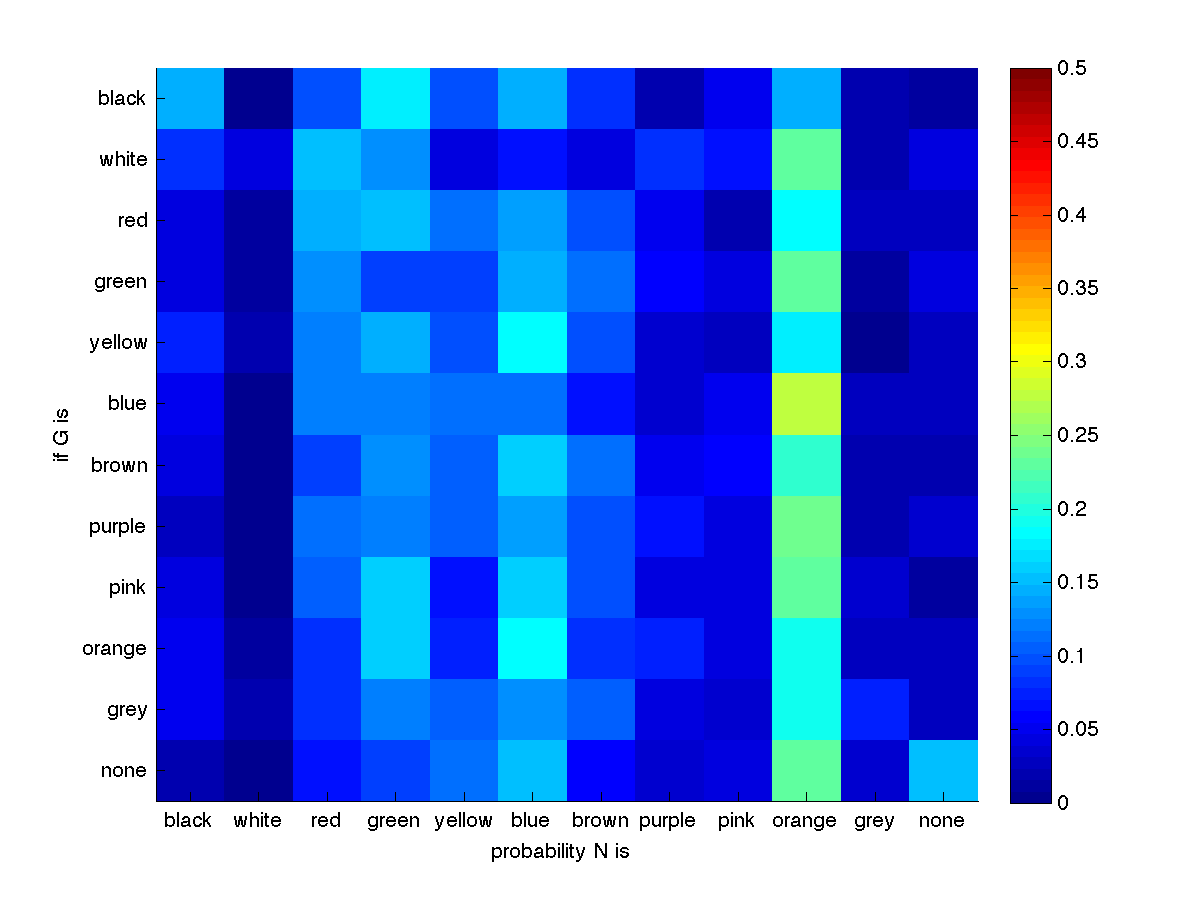 black
white
red
green
yellow
blue
brown
purple
pink
orange
grey
none
if G is
black white red green yellow blue brown purple pink orange grey none
probability N is
0.5
0.45
0.4
0.35
0.3
0.25
0.2
0.15
0.1
0.05
0